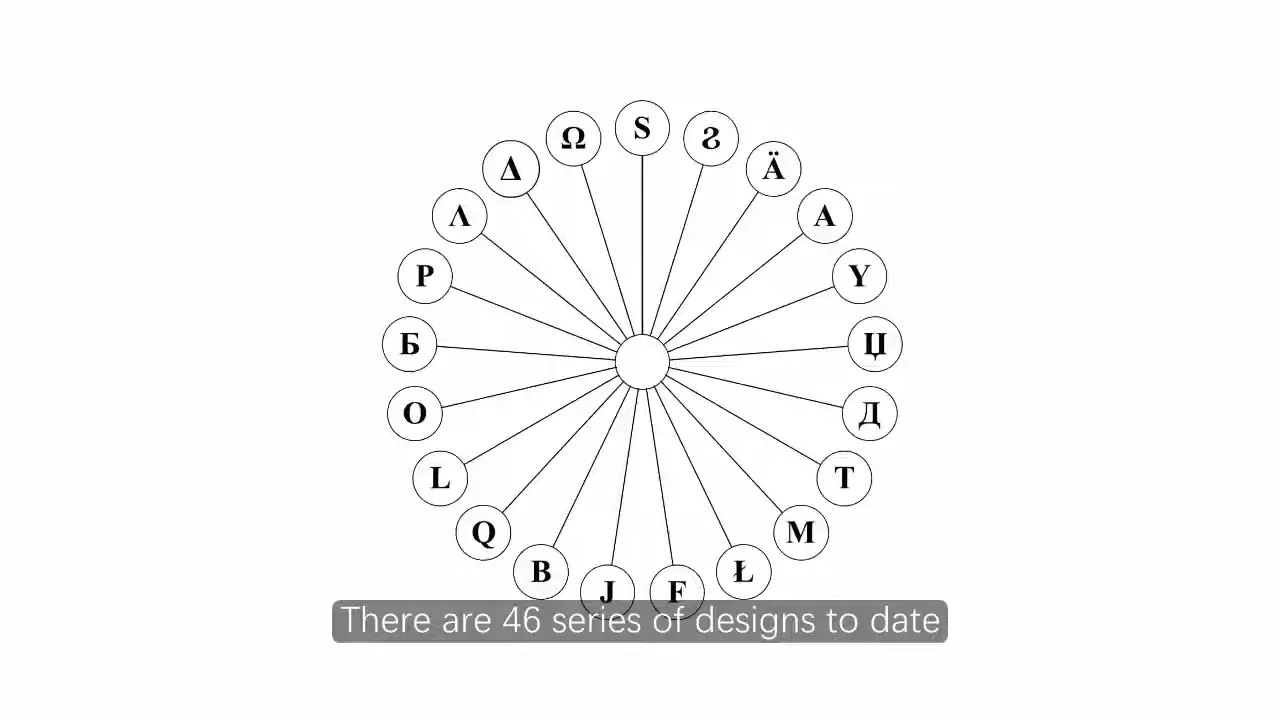 S
Ƨ
Ä
A
Y
Џ
Д
T
M
Ł
F
J
B
Q
L
O
Б
P
Λ
Δ
Ω
There are 46 series of designs to date